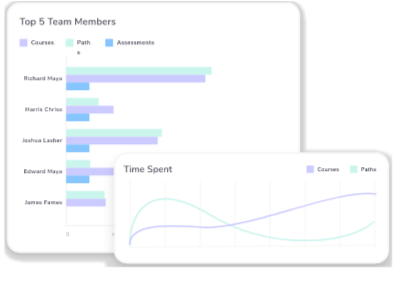 Top 5 Team Members
Courses
Path
s
Assessments
Richard Maya
Harris Chriso
Joshua Lasher
Edward Maya
James Fames
0
Time Spent
Courses
Paths